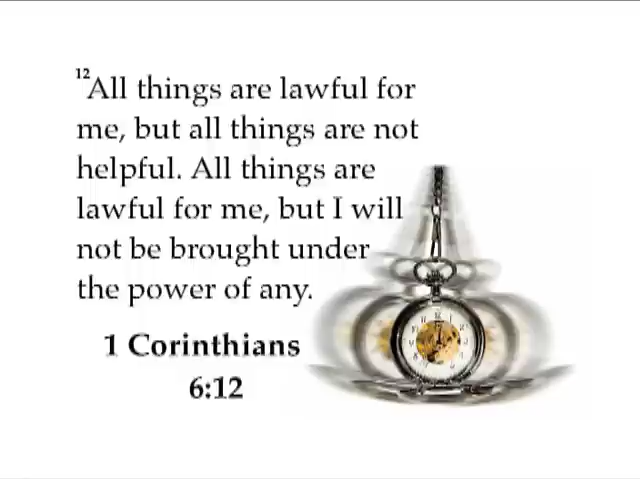 ¹²All things are lawful for
me, but all things are not
helpful. All things are
lawful for me, but I will
not be brought under
the power of any.
1 Corinthians
6:12